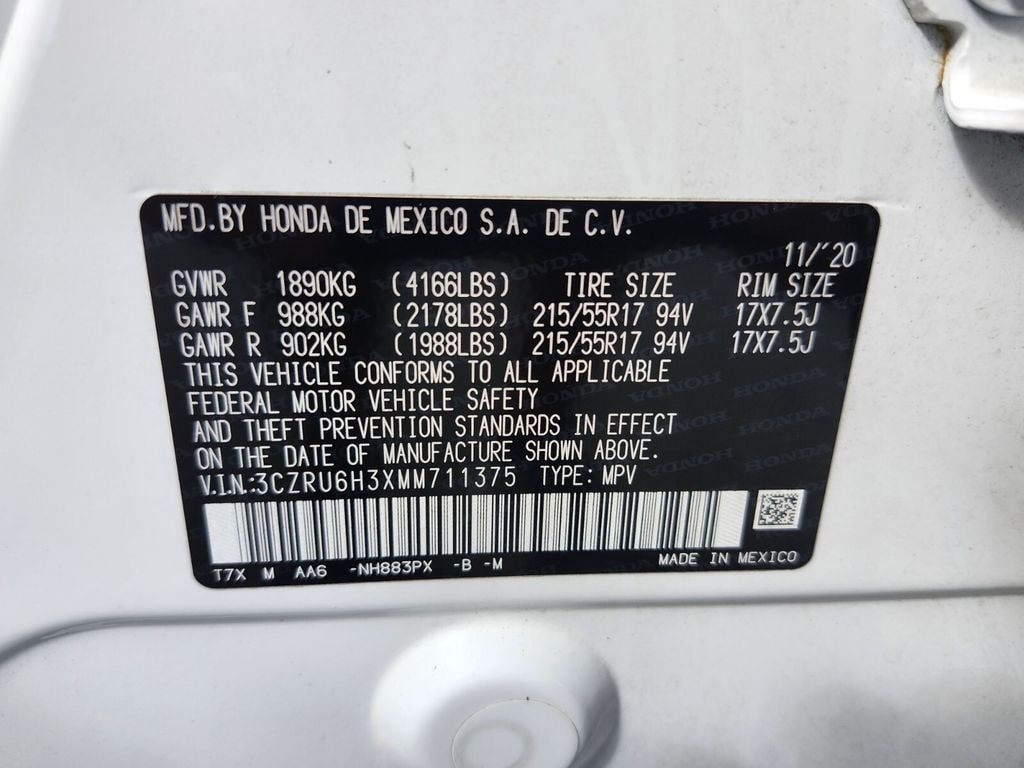 MFD.BY HONDA DE MEXICO S.A. DE C.V.
11/'20
GVWR 1890KG (4166LBS) TIRE SIZE RIM SIZE
GAWR F 988KG (2178LBS) 215/55R17 94V 17X7.5J
GAWR R 902KG (1988LBS) 215/55R17 94V 17X7.5J
THIS VEHICLE CONFORMS TO ALL APPLICABLE
FEDERAL MOTOR VEHICLE SAFETY
AND THEFT PREVENTION STANDARDS IN EFFECT
ON THE DATE OF MANUFACTURE SHOWN ABOVE.
V.I.N.:3CZRU6H3XMM711375 TYPE: MPV
T7X M AA6 -NH883PX -B -M MADE IN MEXICO